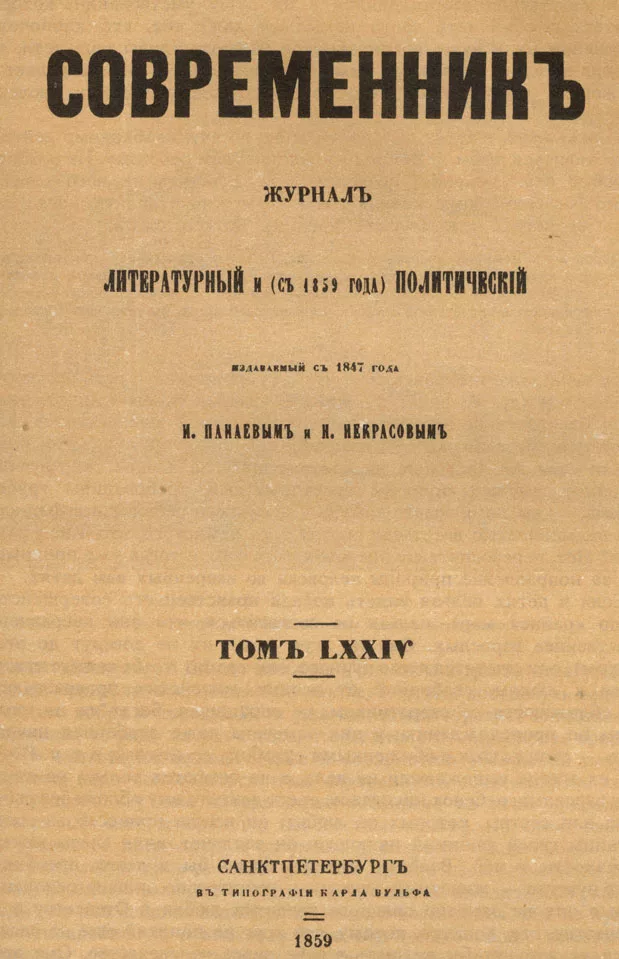 СОВРЕМЕННИКЪ
ЖУРНАЛЪ
ЛИТЕРАТУРНЫЙ И (СЪ 1859 ГОДА) ПОЛИТИЧЕСКІЙ
ИЗДАВАЕМЫЙ СЪ 1847 ГОДА
И. ПАНАЕВЫМЪ И Н. НЕКРАСОВЫМЪ
ТОМЪ LXXIV
САНКТПЕТЕРБУРГЪ
ВЪ ТИПОГРАФІИ КАРЛА ВУЛЬФА
1859